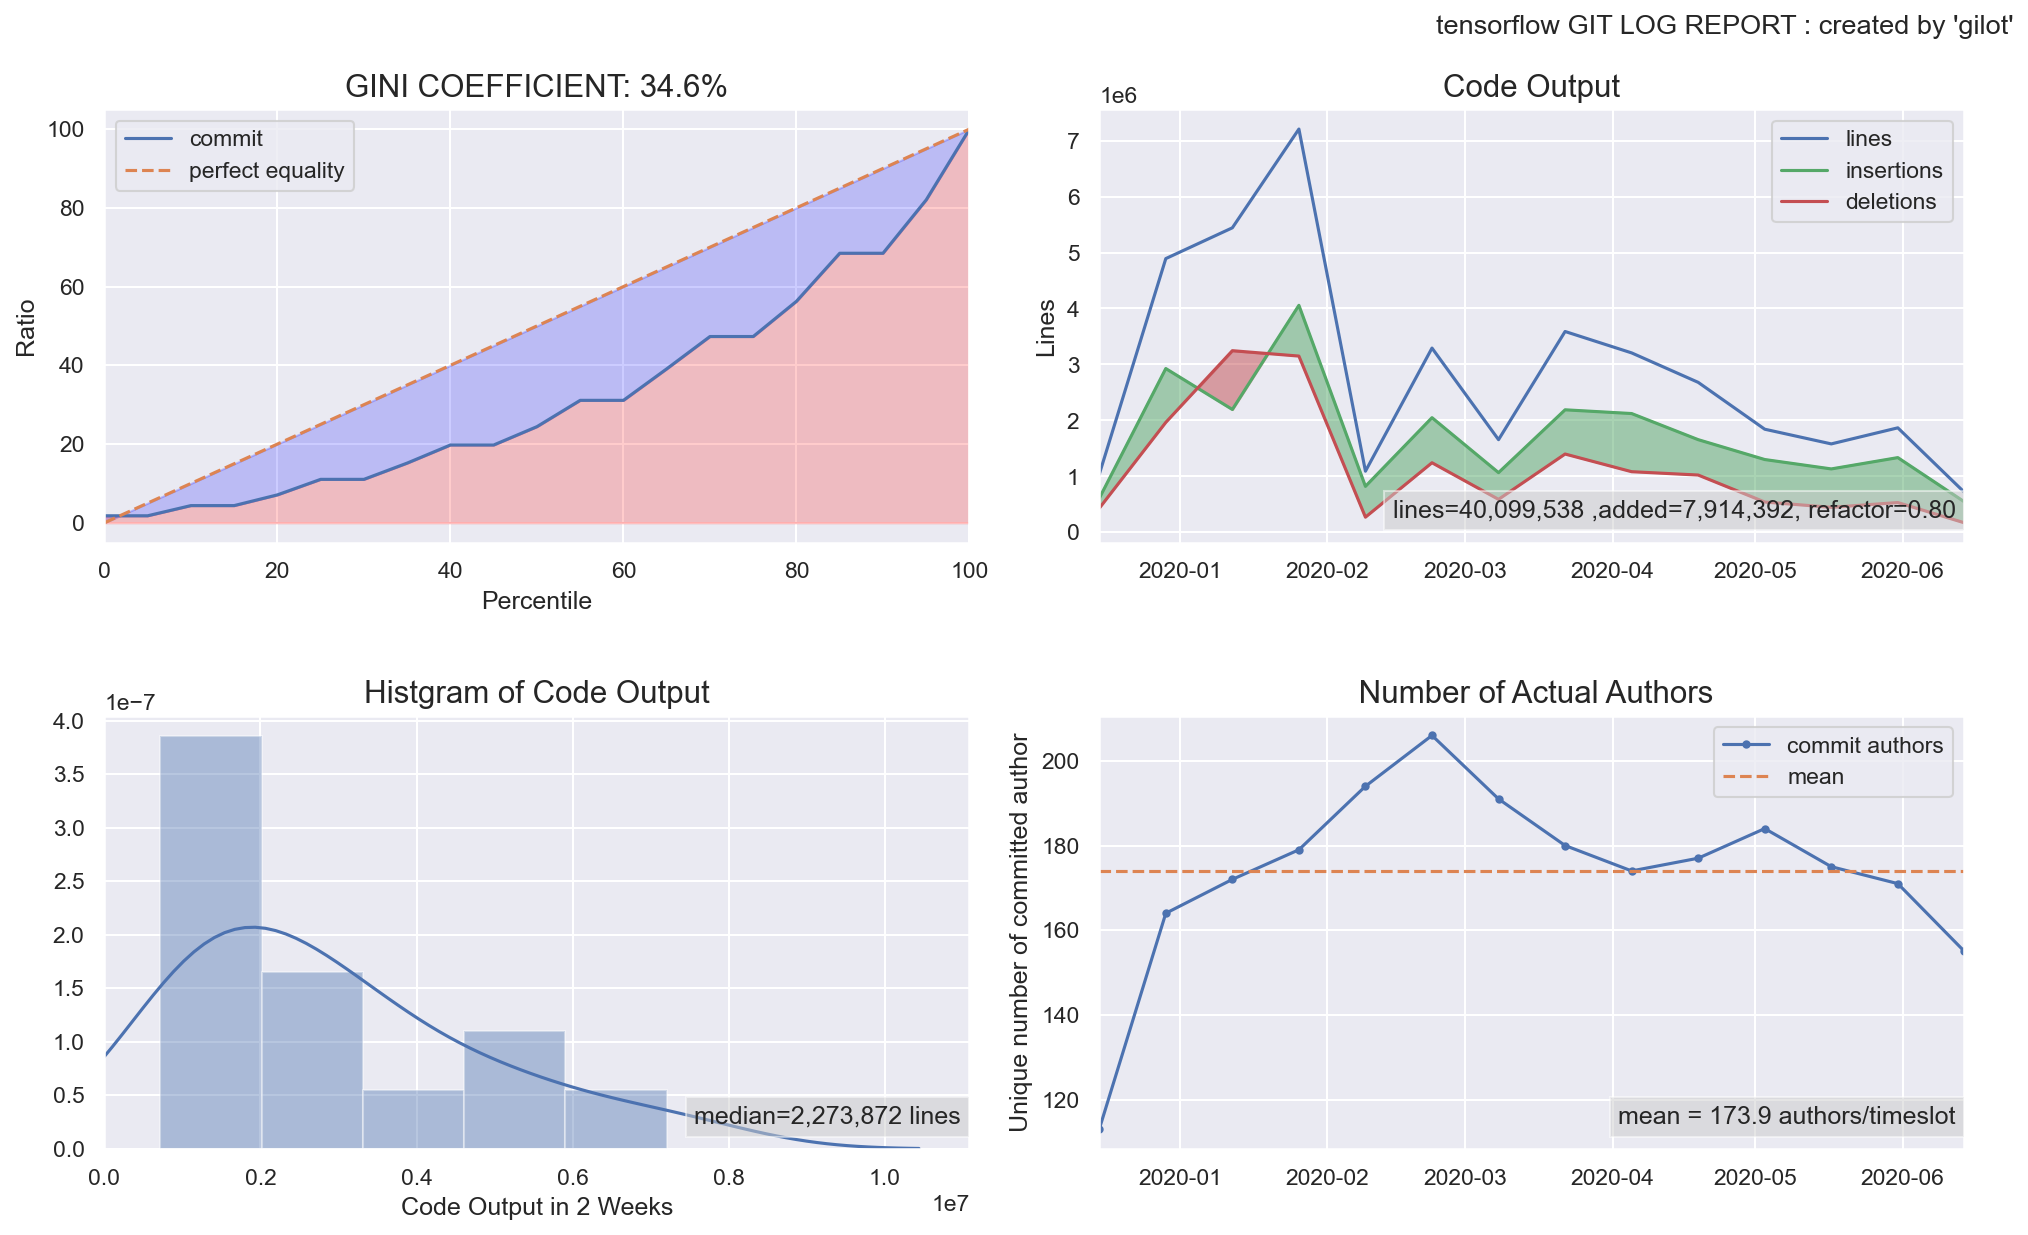 tensorflow GIT LOG REPORT : created by 'gilot'
GINI COEFFICIENT: 34.6%
commit
perfect equality
Ratio
100
80
60
40
20
0
0 20 40 60 80 100
Percentile
Code Output
1e6
lines
insertions
deletions
Lines
7
6
5
4
3
2
1
0
lines=40,099,538 ,added=7,914,392, refactor=0.80
2020-01 2020-02 2020-03 2020-04 2020-05 2020-06
Histgram of Code Output
1e−7
4.0
3.5
3.0
2.5
2.0
1.5
1.0
0.5
0.0
median=2,273,872 lines
0.0 0.2 0.4 0.6 0.8 1.0
1e7
Code Output in 2 Weeks
Number of Actual Authors
commit authors
mean
Unique number of committed author
200
180
160
140
120
mean = 173.9 authors/timeslot
2020-01 2020-02 2020-03 2020-04 2020-05 2020-06